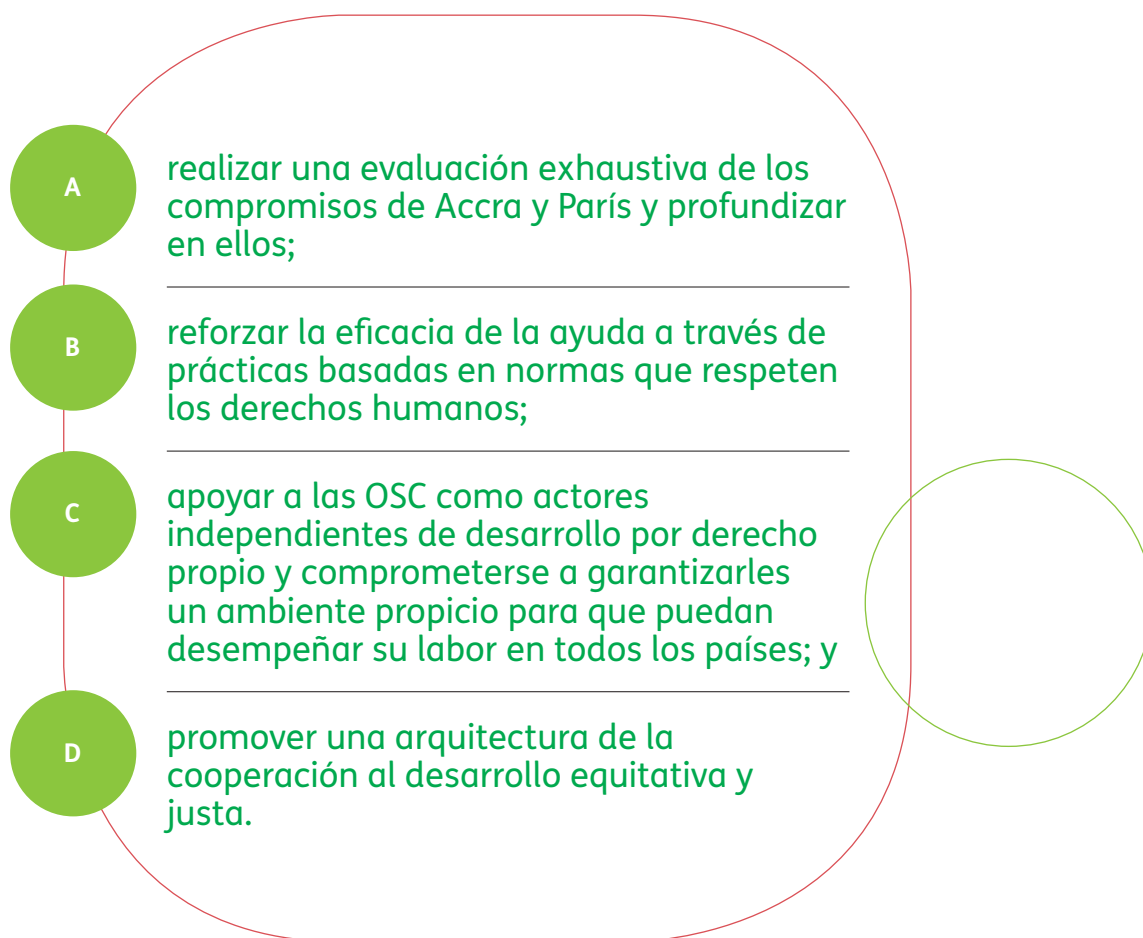 A
realizar una evaluación exhaustiva de los
compromisos de Accra y París y profundizar
en ellos;
B
reforzar la eficacia de la ayuda a través de
prácticas basadas en normas que respeten
los derechos humanos;
C
apoyar a las OSC como actores
independientes de desarrollo por derecho
propio y comprometerse a garantizarles
un ambiente propicio para que puedan
desempeñar su labor en todos los países; y
D
promover una arquitectura de la
cooperación al desarrollo equitativa y
justa.